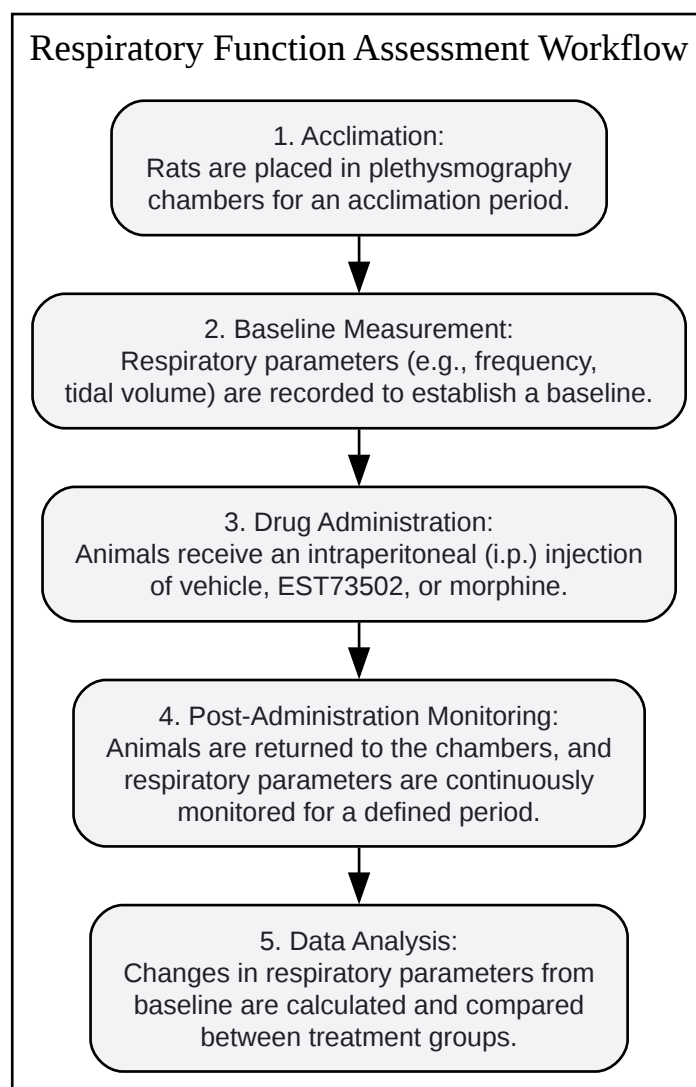 Respiratory Function Assessment Workflow
1. Acclimation:
Rats are placed in plethysmography
chambers for an acclimation period.
2. Baseline Measurement:
Respiratory parameters (e.g., frequency,
tidal volume) are recorded to establish a baseline.
3. Drug Administration:
Animals receive an intraperitoneal (i.p.) injection
of vehicle, EST73502, or morphine.
4. Post-Administration Monitoring:
Animals are returned to the chambers, and
respiratory parameters are continuously
monitored for a defined period.
5. Data Analysis:
Changes in respiratory parameters from
baseline are calculated and compared
between treatment groups.